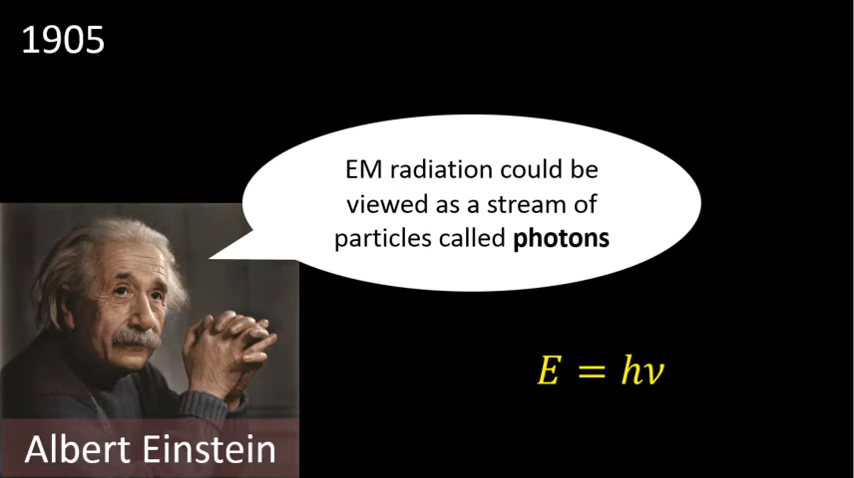 1905
EM radiation could be
viewed as a stream of
particles called photons
E = hν
Albert Einstein